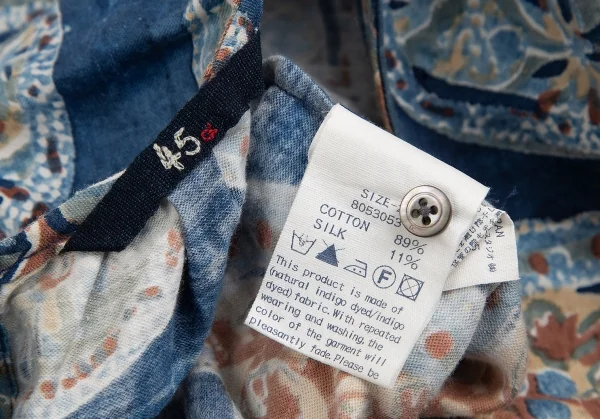 45R
SIZE-
8053053
COTTON 89%
SILK 11%
F
This product is made of
(natural indigo dyed/indigo
dyed) fabric. With repeated
wearing and washing, the
color of the garment will
pleasantly fade. Please be